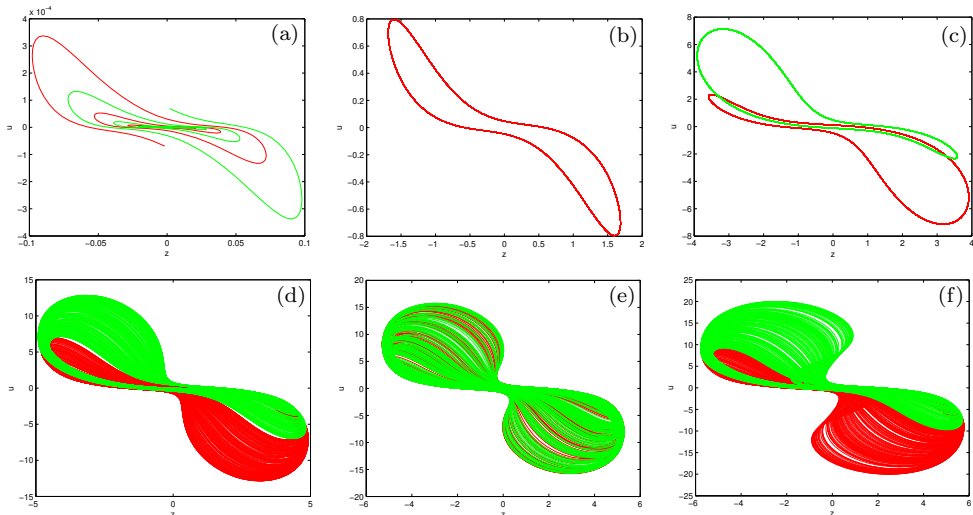 x 10⁻⁴
(a)
4
3
2
1
0
−1
−2
−3
−4
u
−0.1 −0.05 0 0.05 0.1
z
(b)
0.8
0.6
0.4
0.2
0
−0.2
−0.4
−0.6
−0.8
u
−2 −1.5 −1 −0.5 0 0.5 1 1.5 2
z
(c)
8
6
4
2
0
−2
−4
−6
−8
u
−4 −3 −2 −1 0 1 2 3 4
z
(d)
15
10
5
0
−5
−10
−15
u
−5 0 5
z
(e)
20
15
10
5
0
−5
−10
−15
−20
u
−6 −4 −2 0 2 4 6
z
(f)
25
20
15
10
5
0
−5
−10
−15
−20
−25
u
−6 −4 −2 0 2 4 6
z